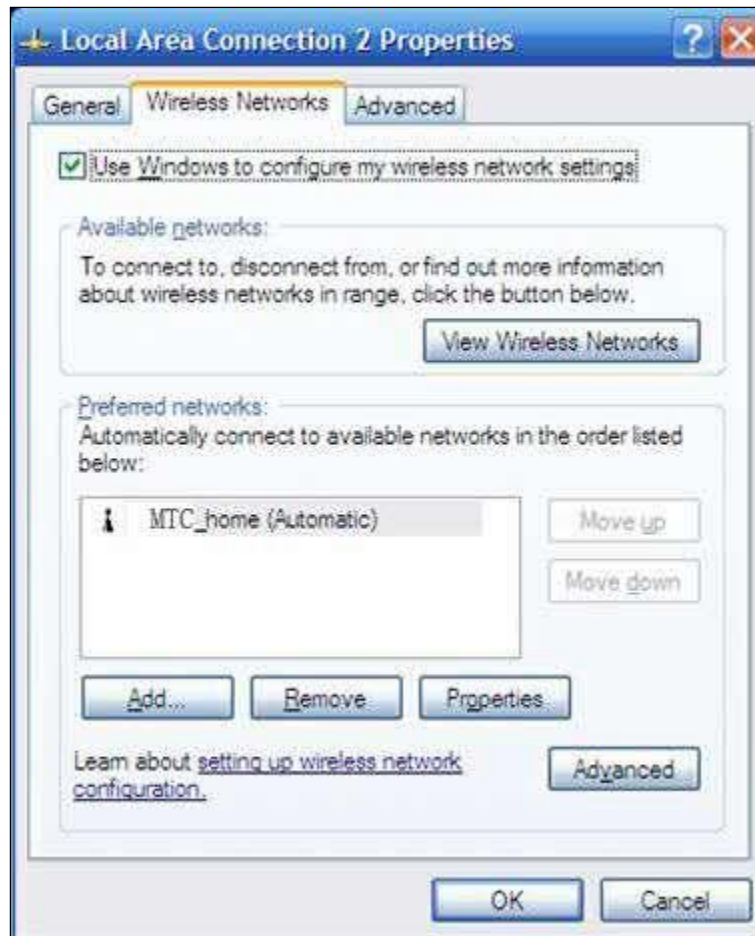 Local Area Connection 2 Properties
General
Wireless Networks
Advanced
Use Windows to configure my wireless network settings
Available networks:
To connect to, disconnect from, or find out more information
about wireless networks in range, click the button below.
View Wireless Networks
Preferred networks:
Automatically connect to available networks in the order listed
below:
MTC_home (Automatic)
Move up
Move down
Add...
Remove
Properties
Learn about setting up wireless network
configuration.
Advanced
OK
Cancel